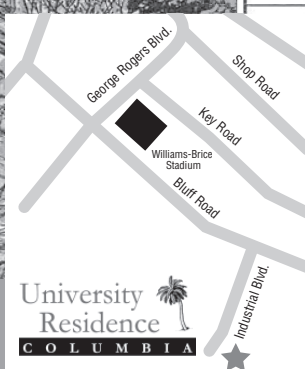 George Rogers Blvd.
Shop Road
Key Road
Williams-Brice
Stadium
Bluff Road
Industrial Blvd.
University
Residence
COLUMBIA